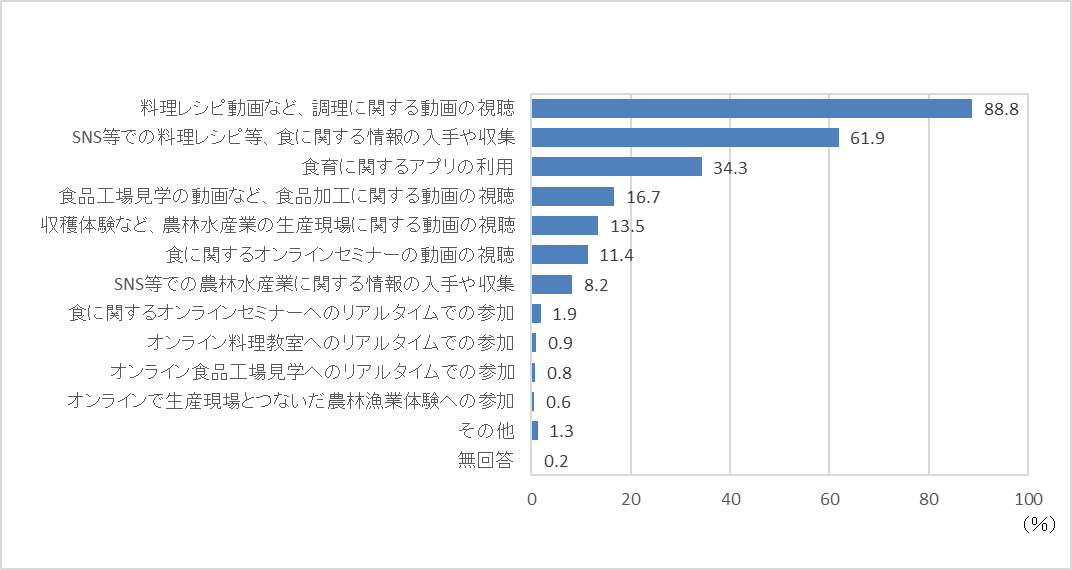 料理レシピ動画など、調理に関する動画の視聴 88.8
SNS等での料理レシピ等、食に関する情報の入手や収集 61.9
食育に関するアプリの利用 34.3
食品工場見学の動画など、食品加工に関する動画の視聴 16.7
収穫体験など、農林水産業の生産現場に関する動画の視聴 13.5
食に関するオンラインセミナーの動画の視聴 11.4
SNS等での農林水産業に関する情報の入手や収集 8.2
食に関するオンラインセミナーへのリアルタイムでの参加 1.9
オンライン料理教室へのリアルタイムでの参加 0.9
オンライン食品工場見学へのリアルタイムでの参加 0.8
オンラインで生産現場とつないだ農林漁業体験への参加 0.6
その他 1.3
無回答 0.2
0 20 40 60 80 100
(%)